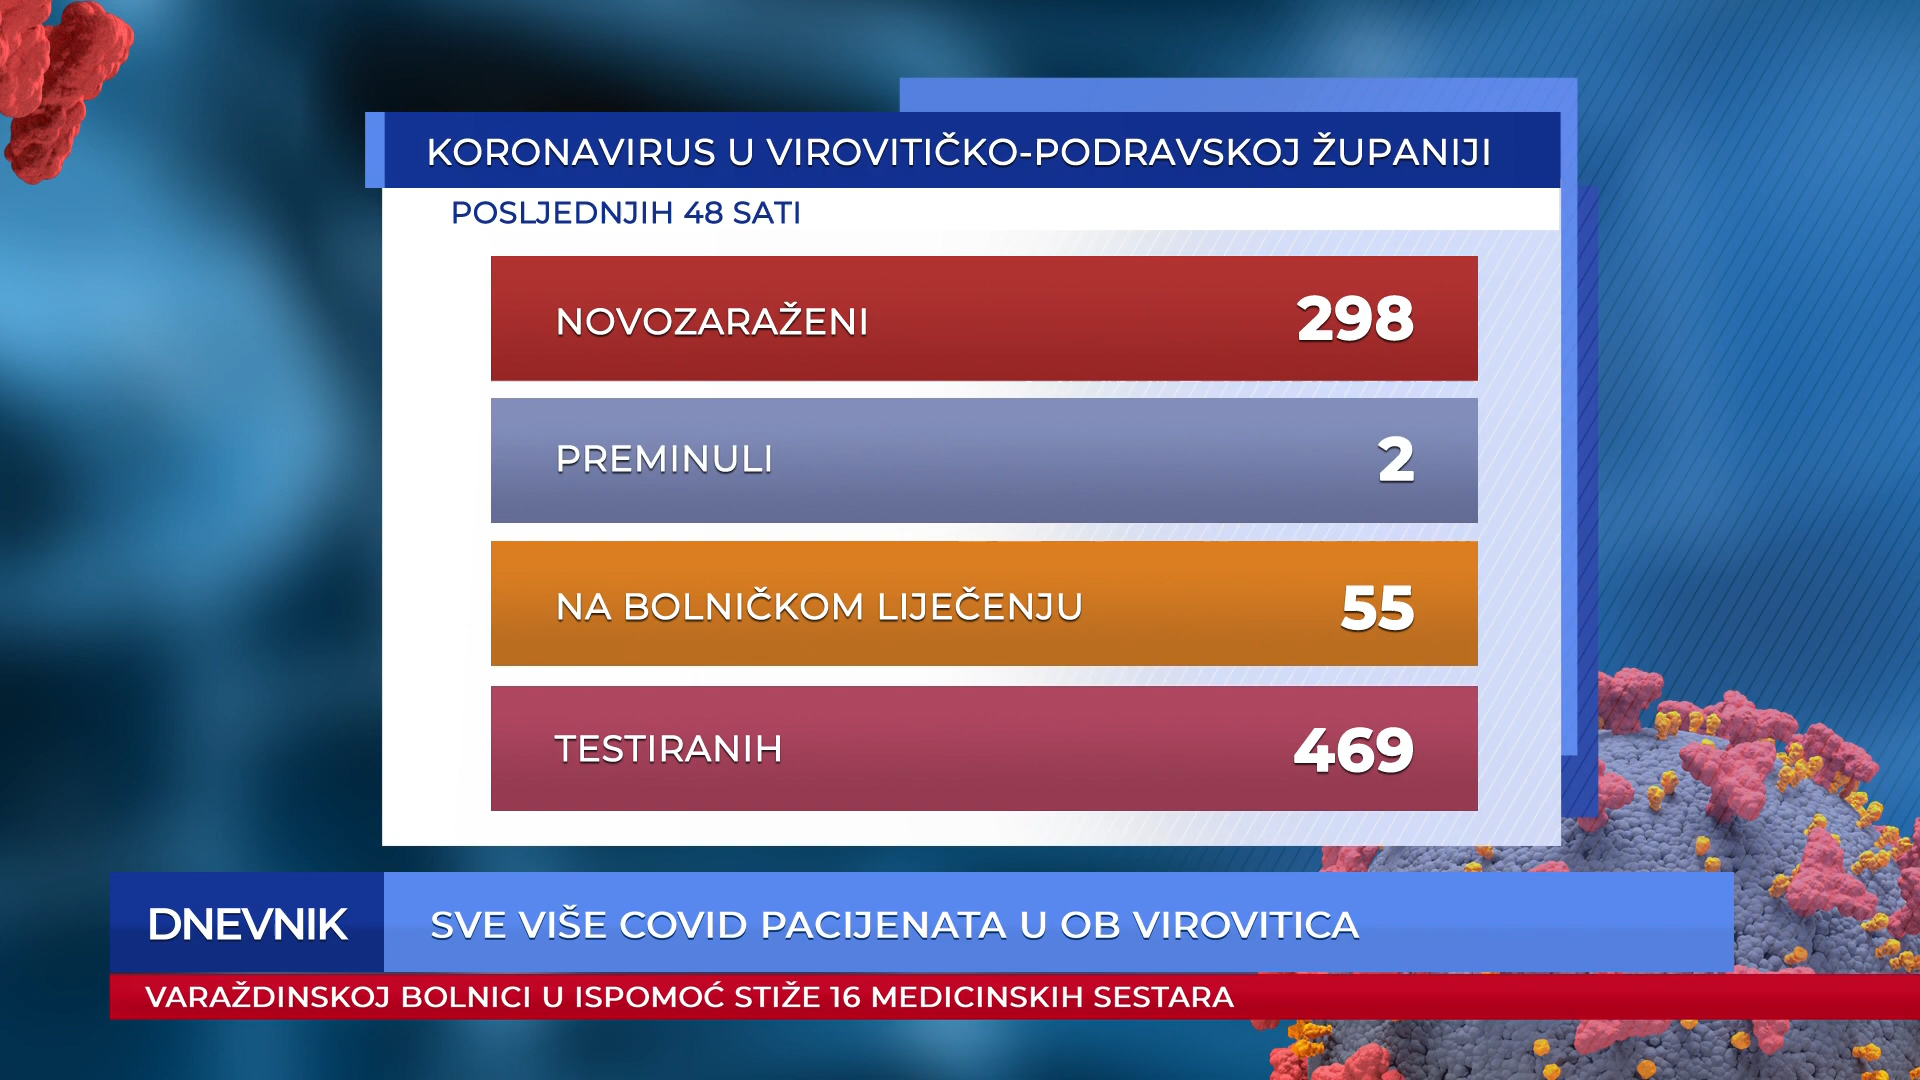 KORONAVIRUS U VIROVITIČKO-PODRAVSKOJ ŽUPANIJI
POSLJEDNJIH 48 SATI
NOVOZARAŽENI 298
PREMINULI 2
NA BOLNIČKOM LIJEČENJU 55
TESTIRANIH 469
DNEVNIK SVE VIŠE COVID PACIJENATA U OB VIROVITICA
VARAŽDINSKOJ BOLNICI U ISPOMOĆ STIŽE 16 MEDICINSKIH SESTARA